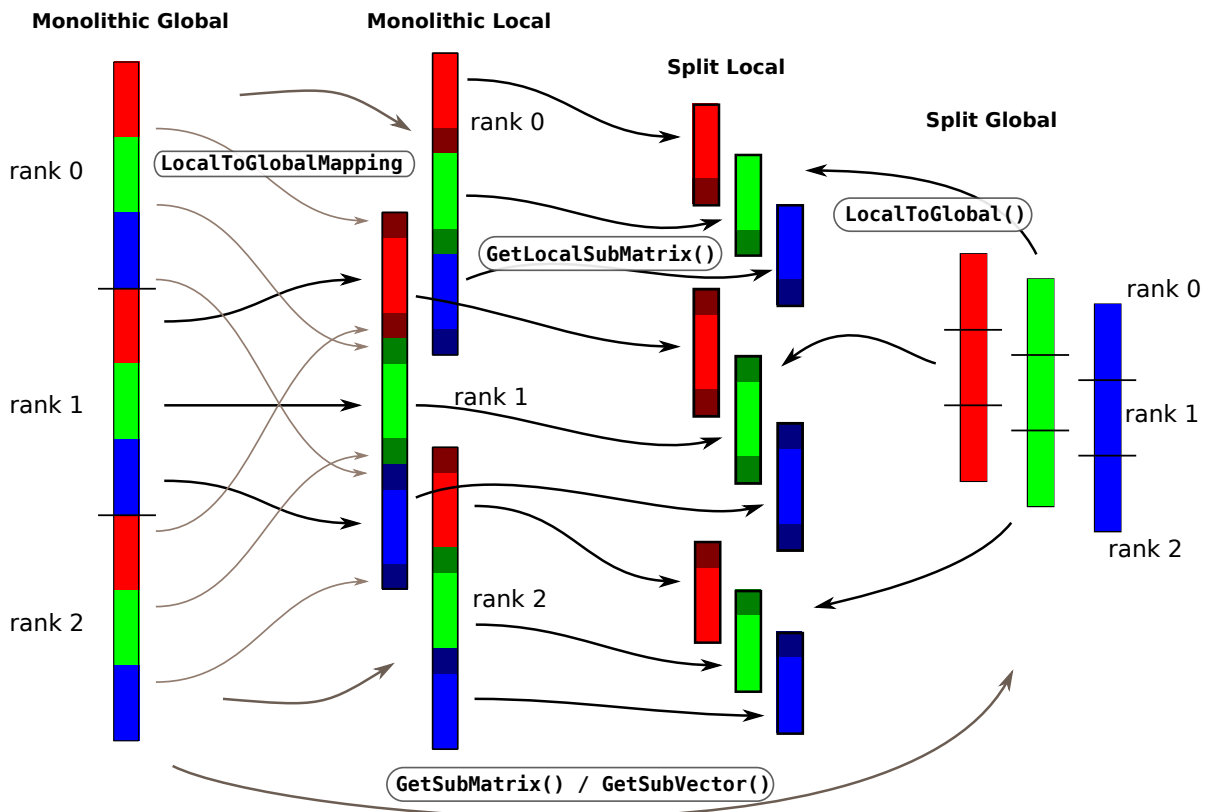 Monolithic Global
Monolithic Local
Split Local
Split Global
rank 0
LocalToGlobalMapping
rank 0
LocalToGlobal()
GetLocalSubMatrix()
rank 0
rank 1
rank 1
rank 1
rank 2
rank 2
rank 2
GetSubMatrix() / GetSubVector()